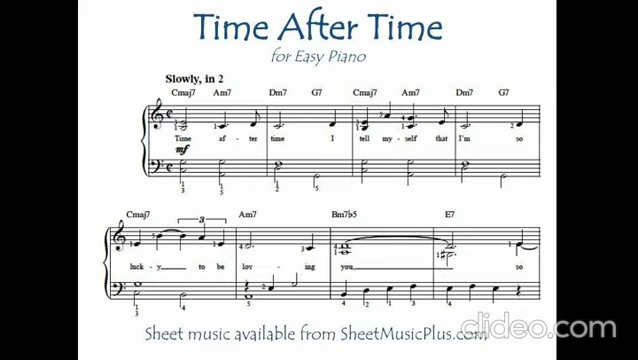 Time After Time
for Easy Piano
Slowly, in 2
Cmaj7 Am7 Dm7 G7 Cmaj7 Am7 Dm7 G7
Time af- ter time I tell my-self that I'm so
mf
Cmaj7 Am7 Bm7b5 E7
3
luck-y to be lov-ing you so
Sheet music available from SheetMusicPlus.com
clideo.com